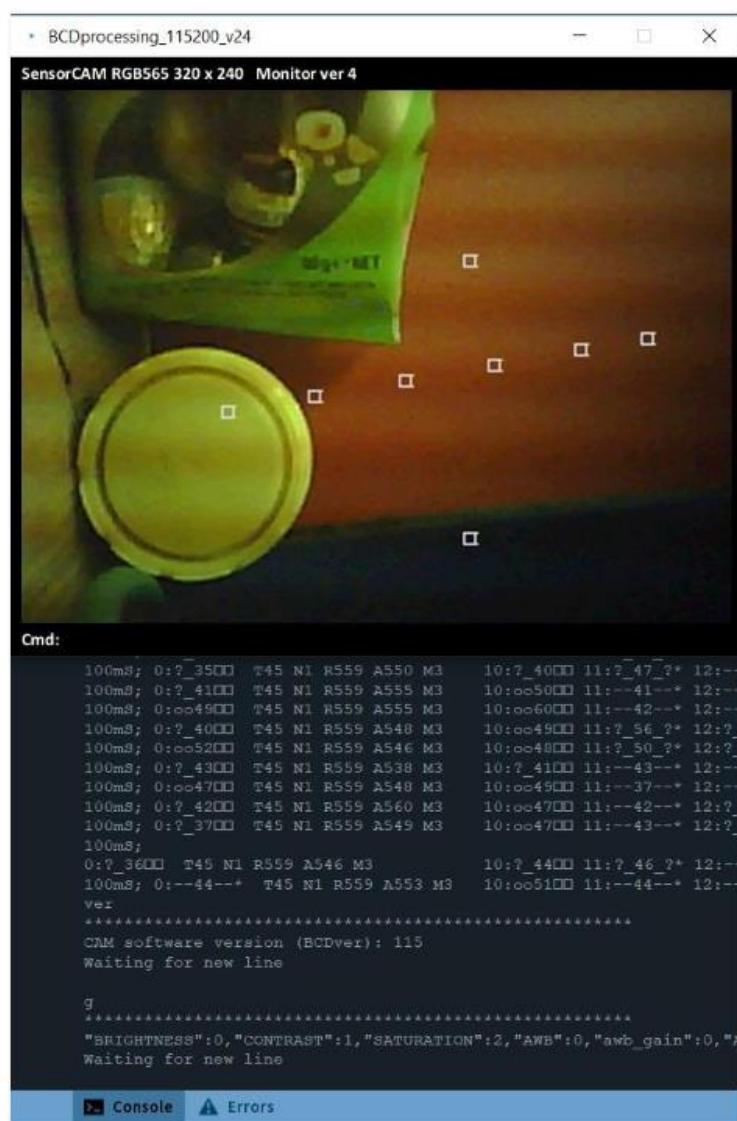 BCDprocessing_115200_v24
SensorCAM RGB565 320 x 240 Monitor ver 4
90g e NET
Cmd:
100mS; 0:?_35□□ T45 N1 R559 A550 M3 10:?_40□□ 11:?_47_?* 12:--
100mS; 0:?_41□□ T45 N1 R559 A555 M3 10:oo50□□ 11:--41--* 12:--
100mS; 0:oo49□□ T45 N1 R559 A555 M3 10:oo60□□ 11:--42--* 12:--
100mS; 0:?_40□□ T45 N1 R559 A548 M3 10:oo49□□ 11:?_56_?* 12:?_
100mS; 0:oo52□□ T45 N1 R559 A546 M3 10:oo48□□ 11:?_50_?* 12:?_
100mS; 0:?_43□□ T45 N1 R559 A538 M3 10:?_41□□ 11:--43--* 12:--
100mS; 0:oo47□□ T45 N1 R559 A548 M3 10:oo49□□ 11:--37--* 12:--
100mS; 0:?_42□□ T45 N1 R559 A560 M3 10:oo47□□ 11:--42--* 12:?_
100mS; 0:?_37□□ T45 N1 R559 A549 M3 10:oo47□□ 11:--43--* 12:?_
100mS;
0:?_36□□ T45 N1 R559 A546 M3 10:?_44□□ 11:?_46_?* 12:--
100mS; 0:--44--* T45 N1 R559 A553 M3 10:oo51□□ 11:--44--* 12:--
ver
*******************************************************
CAM software version (BCDver): 115
Waiting for new line
g
*******************************************************
"BRIGHTNESS":0,"CONTRAST":1,"SATURATION":2,"AWB":0,"awb_gain":0,"A
Waiting for new line
Console
Errors